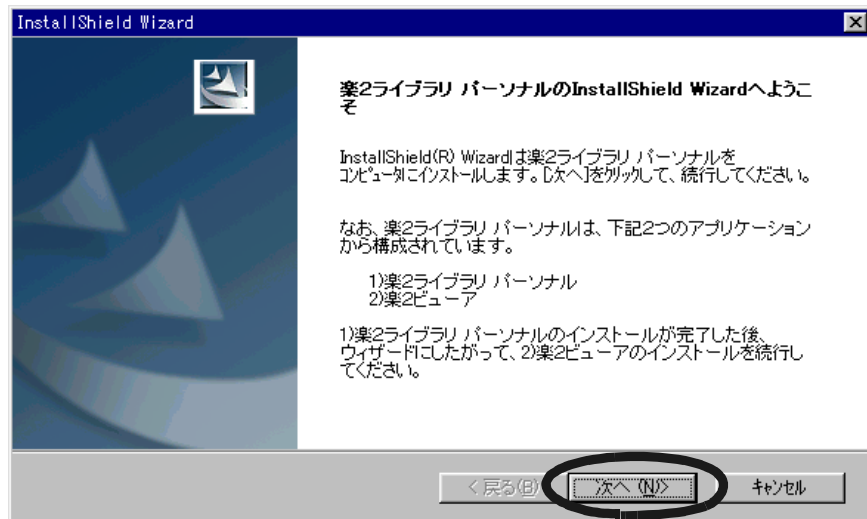 InstallShield Wizard
楽2ライブラリ パーソナルのInstallShield Wizardへようこ
そ
InstallShield(R) Wizardは楽2ライブラリ パーソナルを
コンピュータにインストールします。[次へ]をクリックして、続行してください。
なお、楽2ライブラリ パーソナルは、下記2つのアプリケーション
から構成されています。
1)楽2ライブラリ パーソナル
2)楽2ビューア
1)楽2ライブラリ パーソナルのインストールが完了した後、
ウィザードにしたがって、2)楽2ビューアのインストールを続行し
てください。
< 戻る(B) 次へ (N)> キャンセル